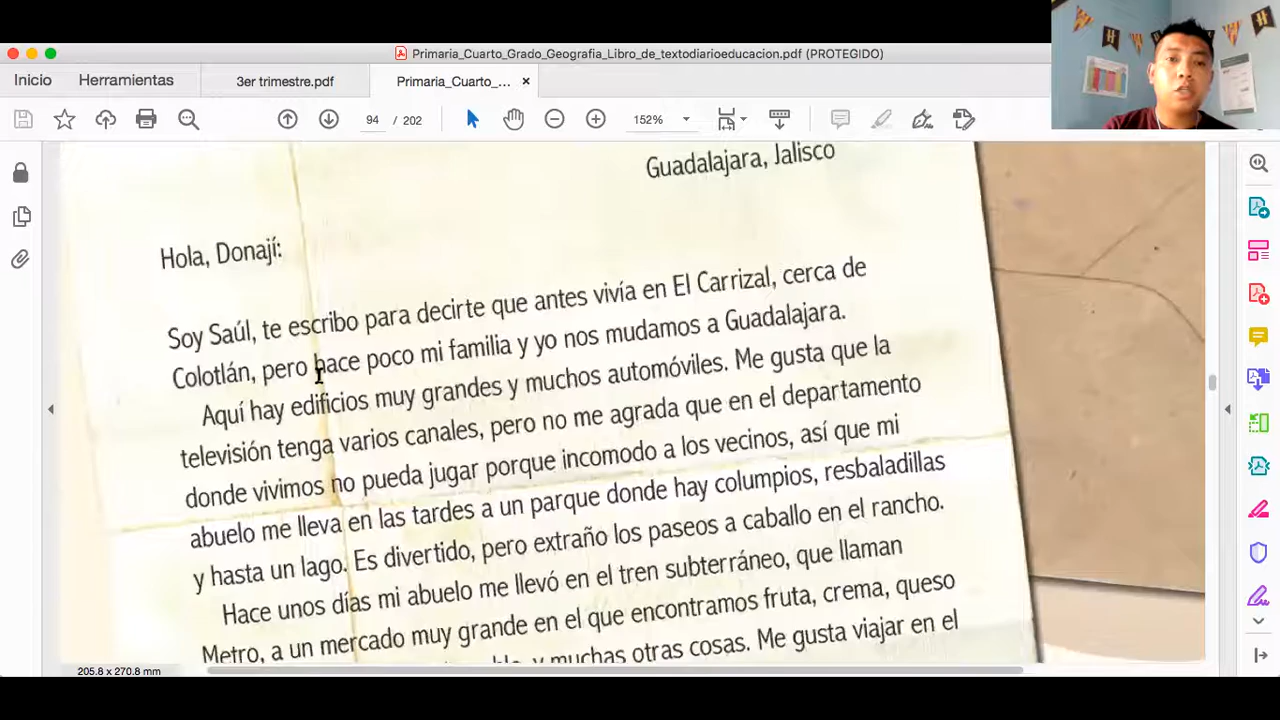 Primaria_Cuarto_Grado_Geografia_Libro_de_textodiarioeducacion.pdf (PROTEGIDO)
Inicio
Herramientas
3er trimestre.pdf
Primaria_Cuarto_...
94 / 202
152%
Guadalajara, Jalisco
Hola, Donají:
Soy Saúl, te escribo para decirte que antes vivía en El Carrizal, cerca de
Colotlán, pero hace poco mi familia y yo nos mudamos a Guadalajara.
Aquí hay edificios muy grandes y muchos automóviles. Me gusta que la
televisión tenga varios canales, pero no me agrada que en el departamento
donde vivimos no pueda jugar porque incomodo a los vecinos, así que mi
abuelo me lleva en las tardes a un parque donde hay columpios, resbaladillas
y hasta un lago. Es divertido, pero extraño los paseos a caballo en el rancho.
Hace unos días mi abuelo me llevó en el tren subterráneo, que llaman
Metro, a un mercado muy grande en el que encontramos fruta, crema, queso
y muchas otras cosas. Me gusta viajar en el
205.8 x 270.8 mm